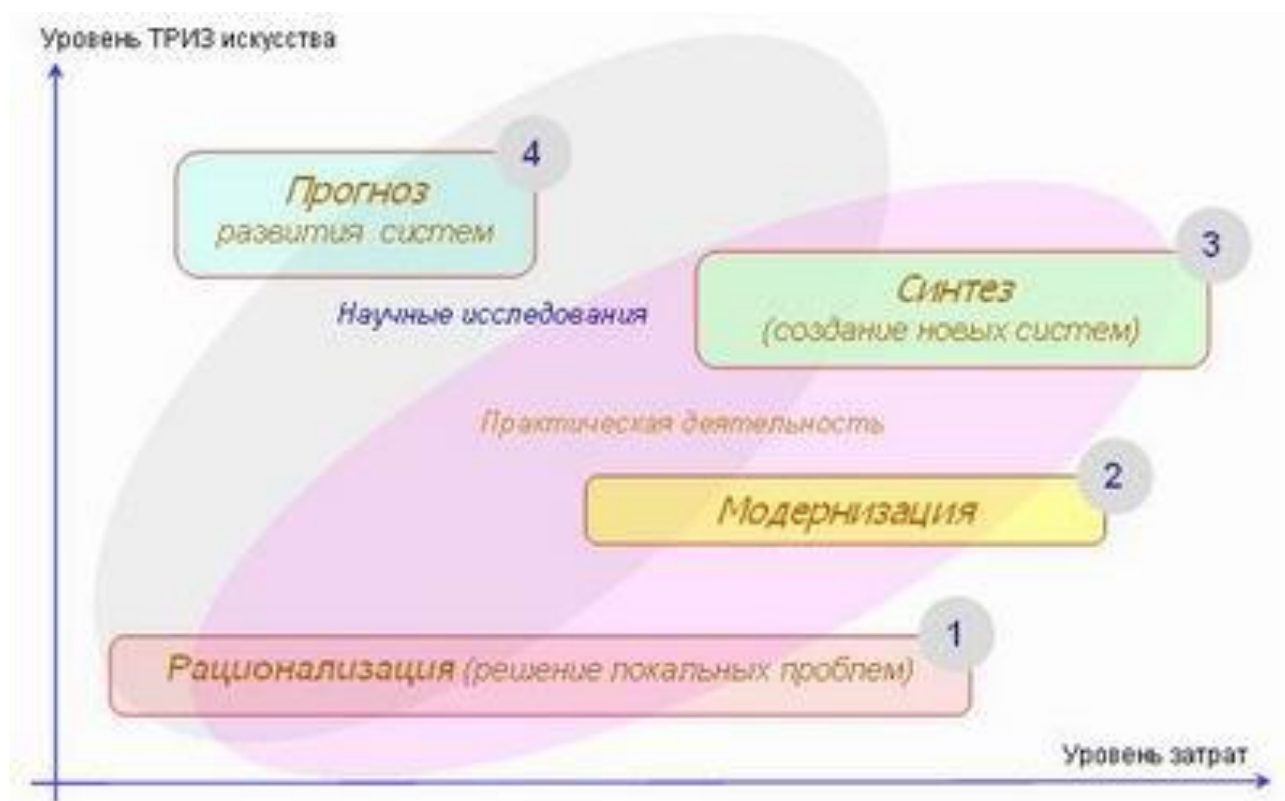 Уровень ТРИЗ искусства
4
Прогноз
развития систем
3
Синтез
(создание новых систем)
Научные исследования
Практическая деятельность
2
Модернизация
1
Рационализация (решение локальных проблем)
Уровень затрат